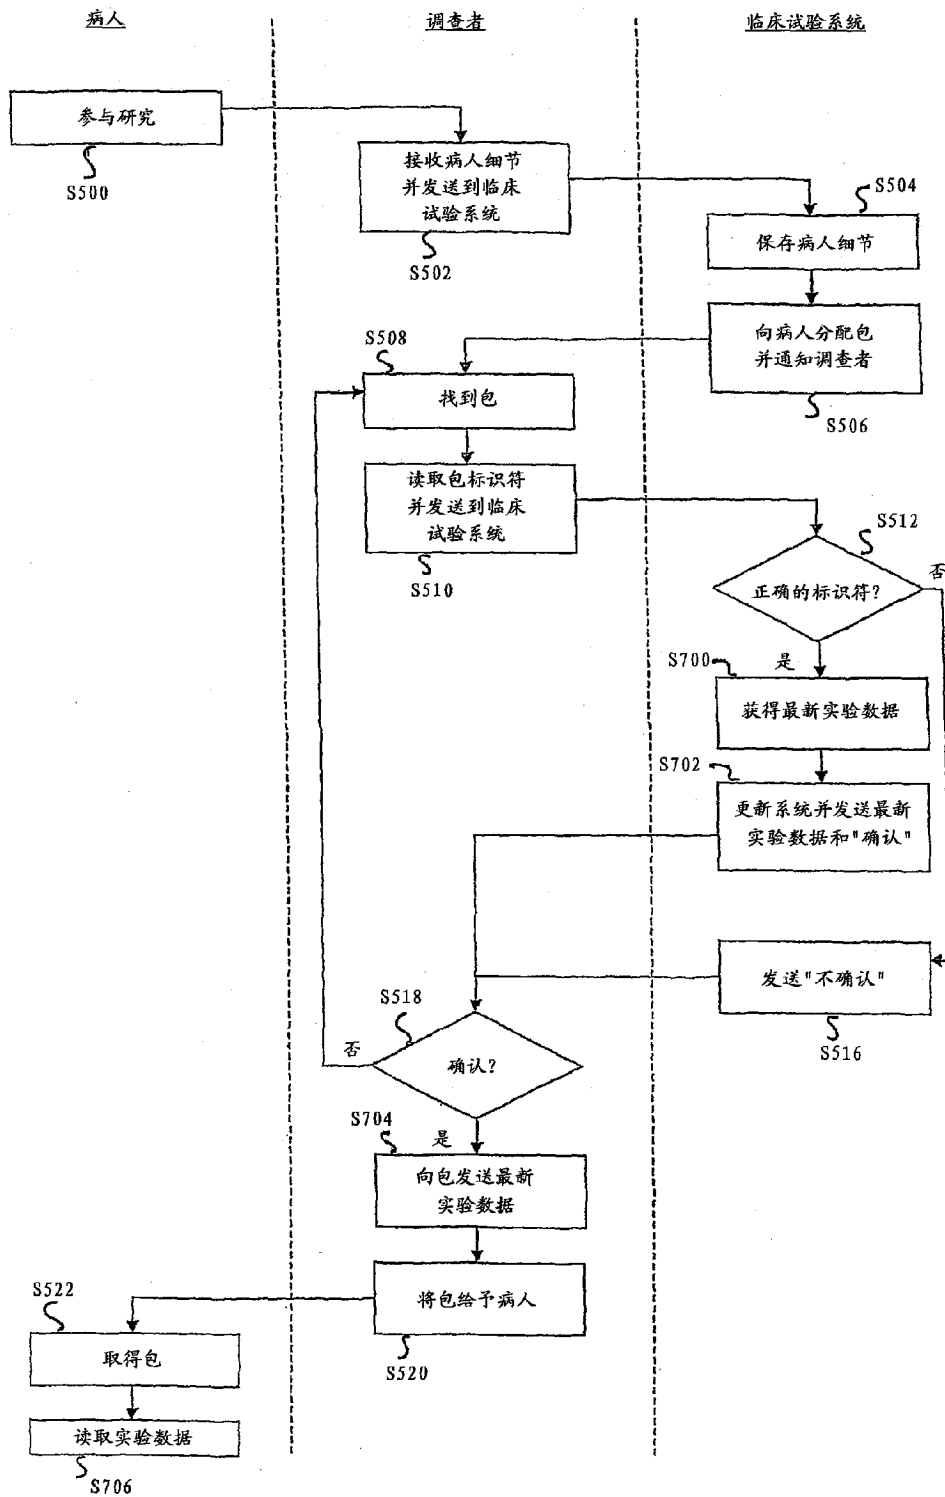 病人
调查者
临床试验系统
参与研究
S500
接收病人细节
并发送到临床
试验系统
S502
S504
保存病人细节
向病人分配包
并通知调查者
S506
S508
找到包
读取包标识符
并发送到临床
试验系统
S510
S512
正确的标识符?
否
是
S700
获得最新实验数据
S702
更新系统并发送最新
实验数据和"确认"
发送"不确认"
S516
S518
确认?
否
是
S704
向包发送最新
实验数据
将包给予病人
S520
S522
取得包
读取实验数据
S706